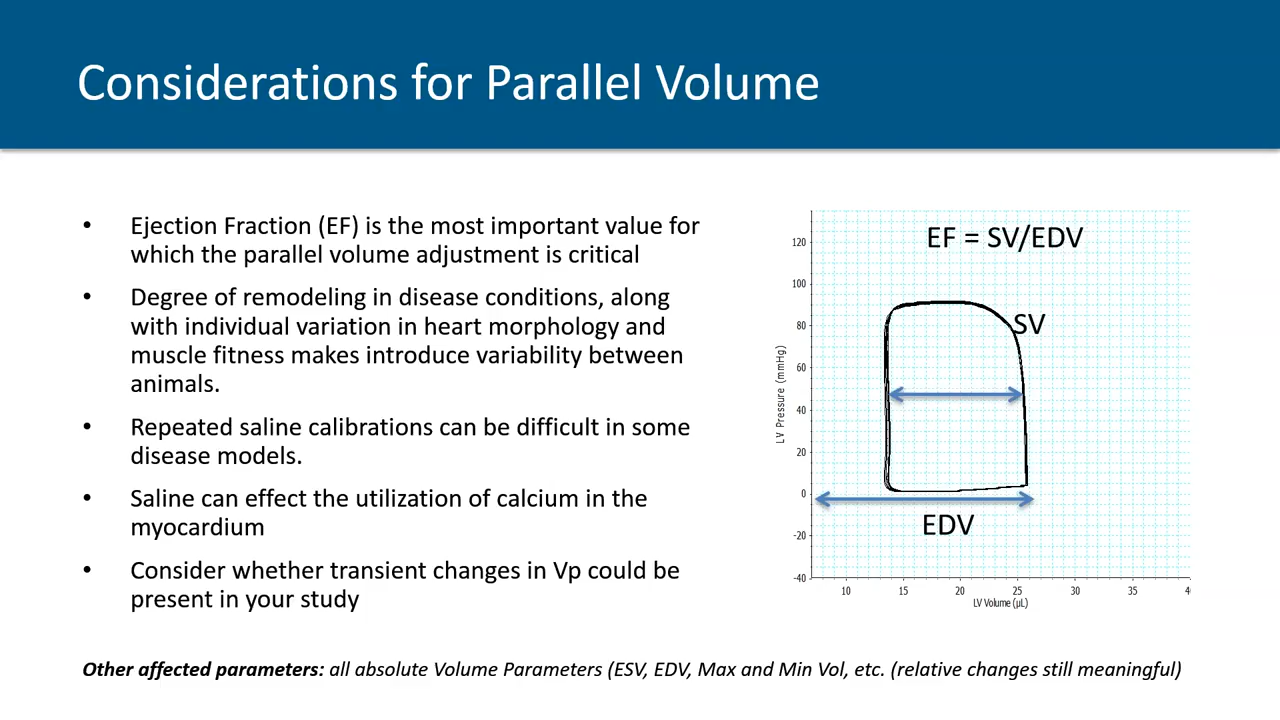 Considerations for Parallel Volume
• Ejection Fraction (EF) is the most important value for
which the parallel volume adjustment is critical
• Degree of remodeling in disease conditions, along
with individual variation in heart morphology and
muscle fitness makes introduce variability between
animals.
• Repeated saline calibrations can be difficult in some
disease models.
• Saline can effect the utilization of calcium in the
myocardium
• Consider whether transient changes in Vp could be
present in your study
EF = SV/EDV
SV
EDV
LV Pressure (mmHg)
120
100
80
60
40
20
0
-20
-40
10 15 20 25 30 35 4
LV Volume (µL)
Other affected parameters: all absolute Volume Parameters (ESV, EDV, Max and Min Vol, etc. (relative changes still meaningful)